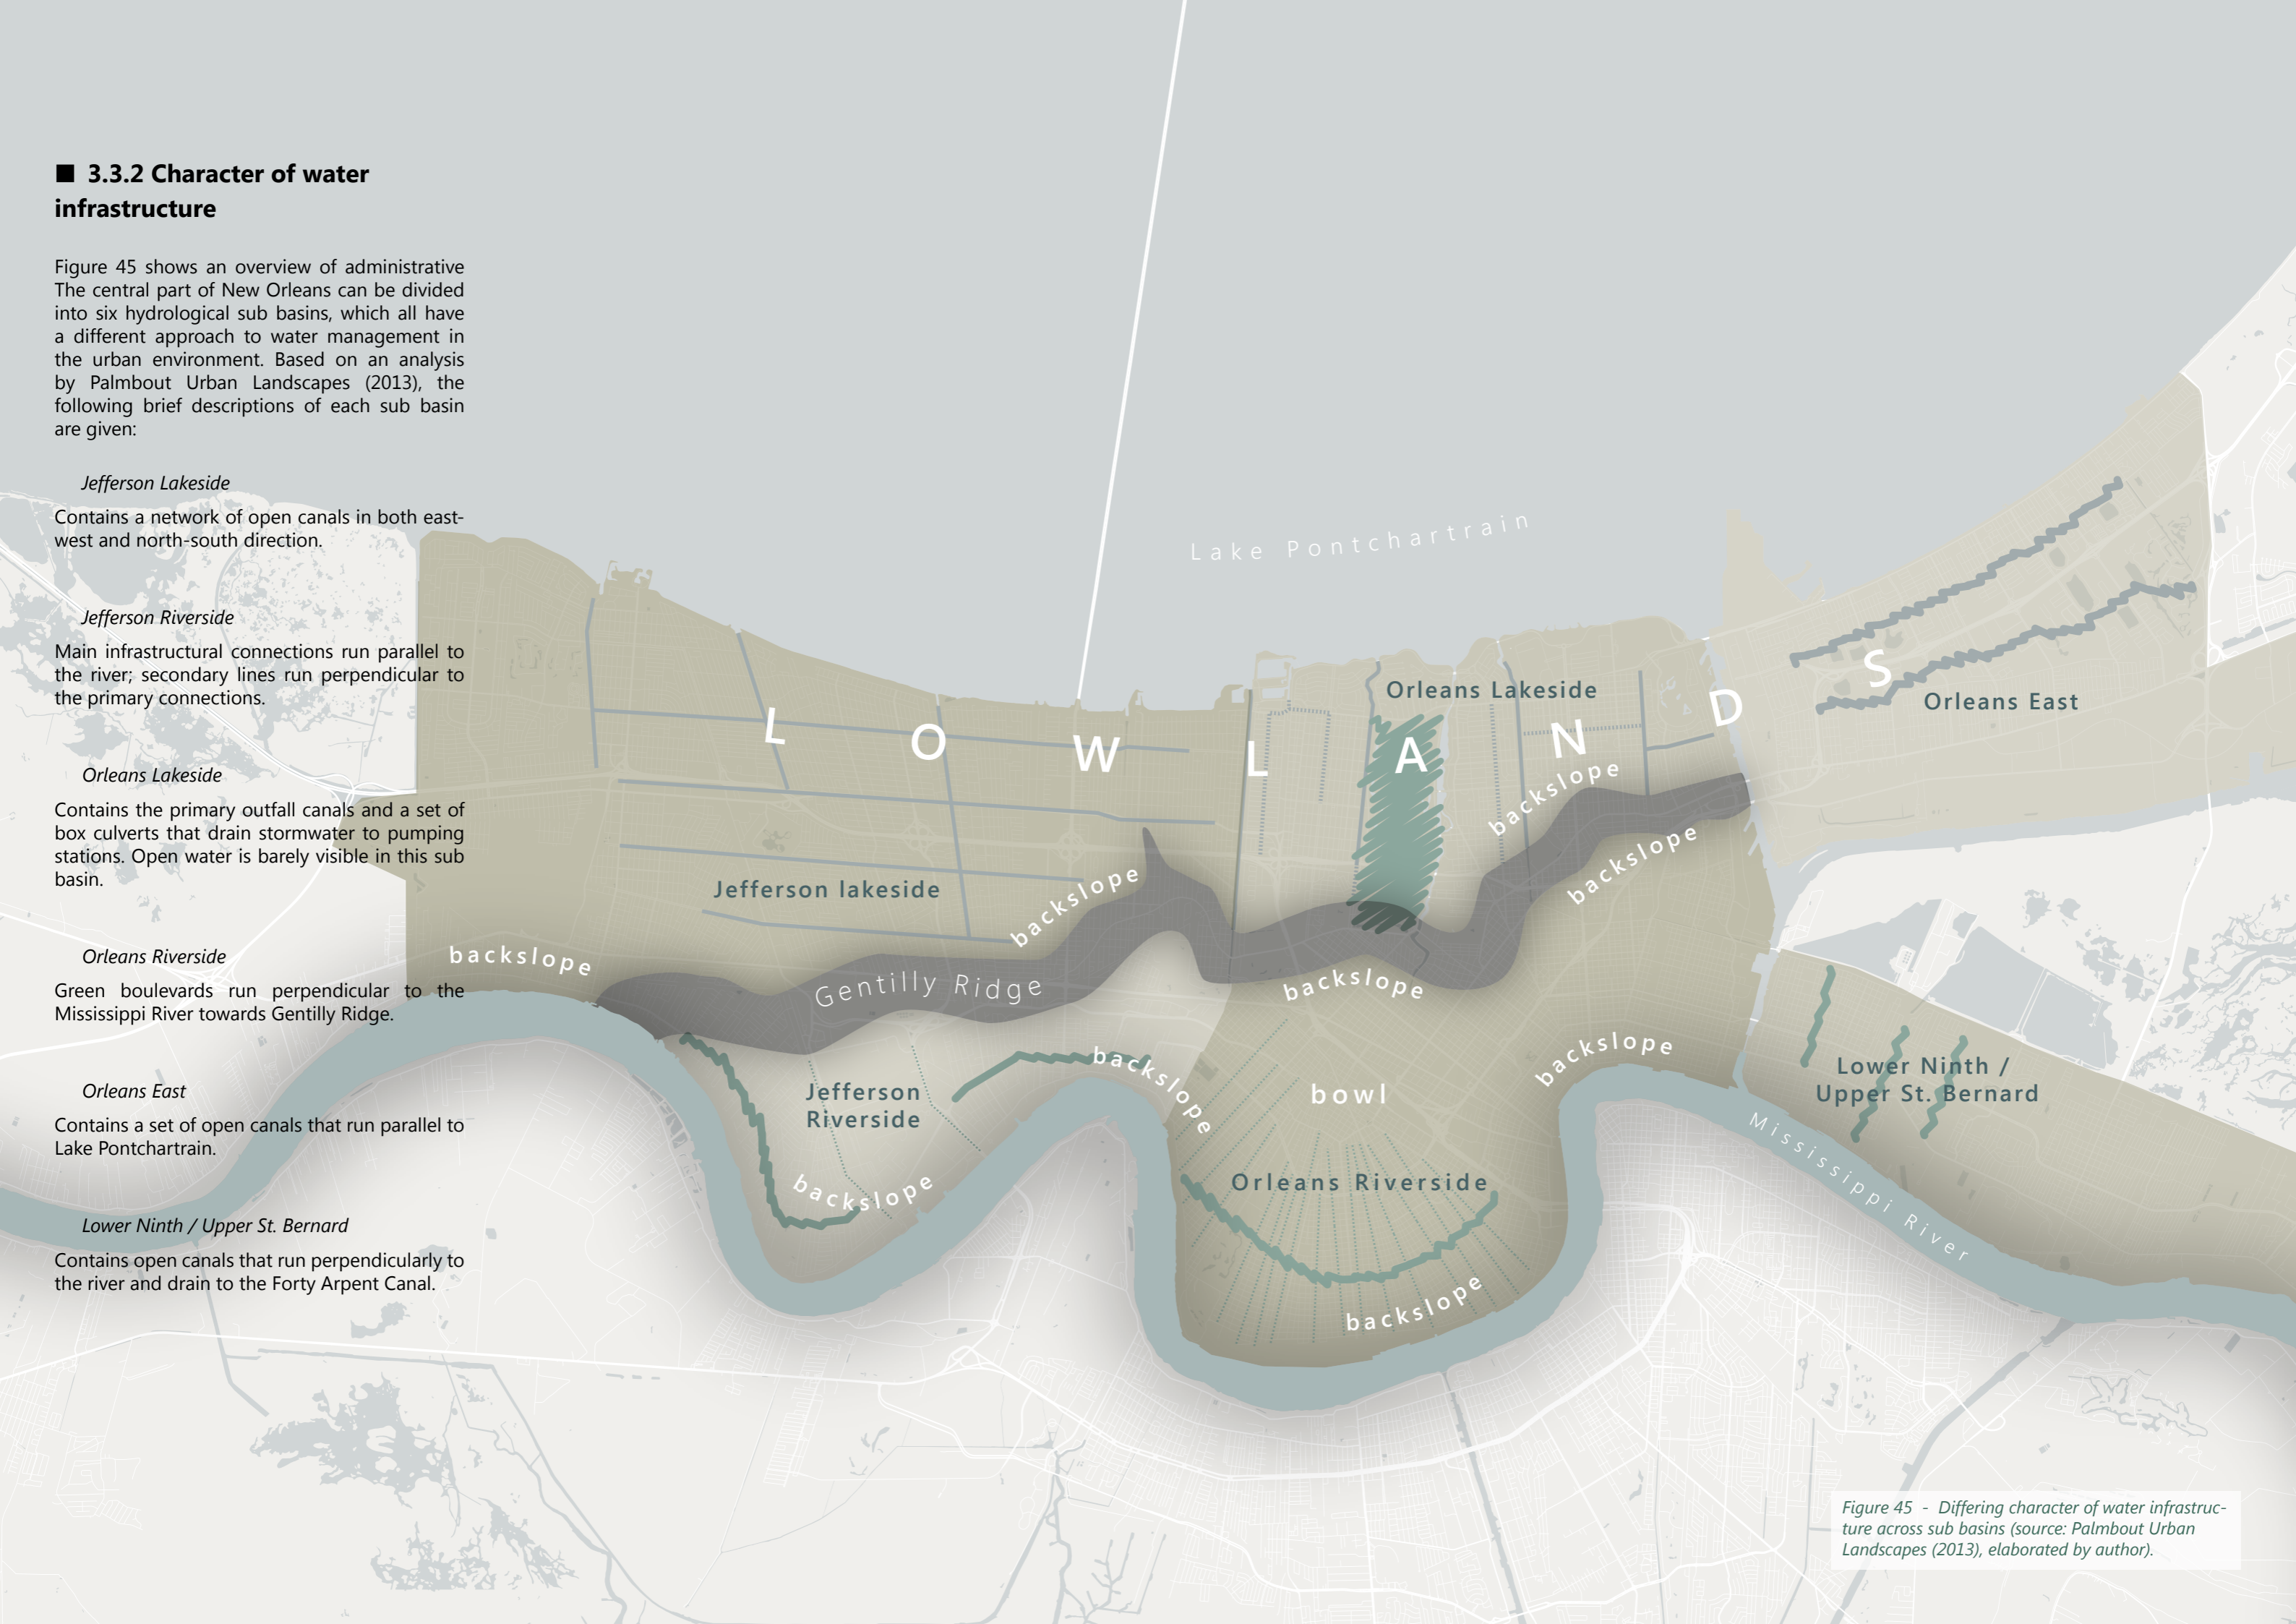 ■ 3.3.2 Character of water
infrastructure
Figure 45 shows an overview of administrative
The central part of New Orleans can be divided
into six hydrological sub basins, which all have
a different approach to water management in
the urban environment. Based on an analysis
by Palmbout Urban Landscapes (2013), the
following brief descriptions of each sub basin
are given:
Jefferson Lakeside
Contains a network of open canals in both east-
west and north-south direction.
Jefferson Riverside
Main infrastructural connections run parallel to
the river; secondary lines run perpendicular to
the primary connections.
Orleans Lakeside
Contains the primary outfall canals and a set of
box culverts that drain stormwater to pumping
stations. Open water is barely visible in this sub
basin.
Orleans Riverside
Green boulevards run perpendicular to the
Mississippi River towards Gentilly Ridge.
Orleans East
Contains a set of open canals that run parallel to
Lake Pontchartrain.
Lower Ninth / Upper St. Bernard
Contains open canals that run perpendicularly to
the river and drain to the Forty Arpent Canal.
Lake Pontchartrain
LOWLANDS
Orleans Lakeside
Orleans East
backslope
backslope
Jefferson lakeside
backslope
backslope
Gentilly Ridge
backslope
backslope
backslope
Jefferson
Riverside
bowl
Lower Ninth /
Upper St. Bernard
Mississippi River
backslope
Orleans Riverside
backslope
Figure 45 - Differing character of water infrastruc-
ture across sub basins (source: Palmbout Urban
Landscapes (2013), elaborated by author).